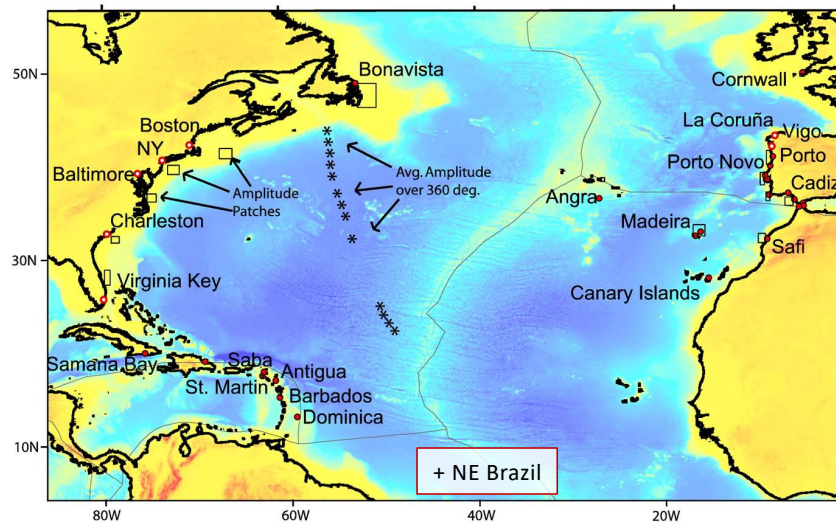 50N
30N
10N
80W
60W
40W
20W
Bonavista
Boston
NY
Baltimore
Charleston
Virginia Key
Amplitude
Patches
Avg. Amplitude
over 360 deg.
Cornwall
La Coruña
Vigo
Porto Novo
Porto
Cadiz
Angra
Madeira
Safi
Canary Islands
Samana Bay
Saba
St. Martin
Antigua
Barbados
Dominica
+ NE Brazil